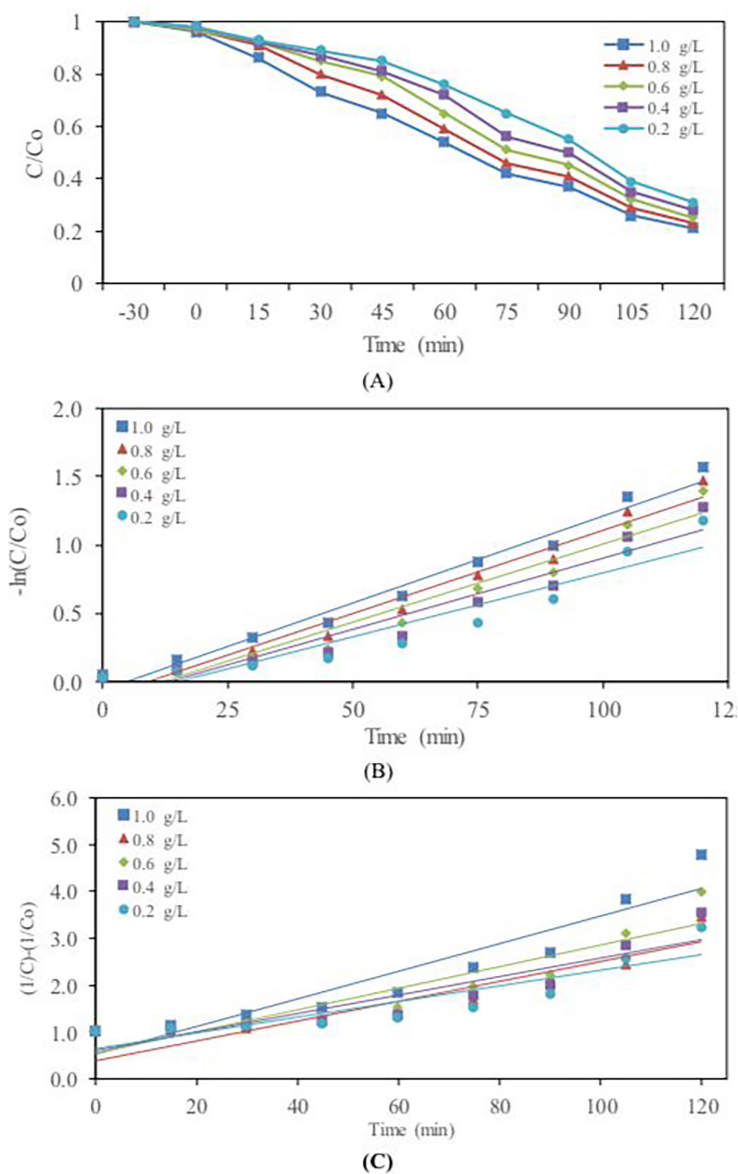 1
0.8
0.6
0.4
0.2
0
C/Co
1.0 g/L
0.8 g/L
0.6 g/L
0.4 g/L
0.2 g/L
-30 0 15 30 45 60 75 90 105 120
Time (min)
(A)
2.0
1.5
1.0
0.5
0.0
-ln(C/Co)
1.0 g/L
0.8 g/L
0.6 g/L
0.4 g/L
0.2 g/L
0 25 50 75 100 125
Time (min)
(B)
6.0
5.0
4.0
3.0
2.0
1.0
0.0
(1/C)-(1/Co)
1.0 g/L
0.8 g/L
0.6 g/L
0.4 g/L
0.2 g/L
0 20 40 60 80 100 120
Time (min)
(C)